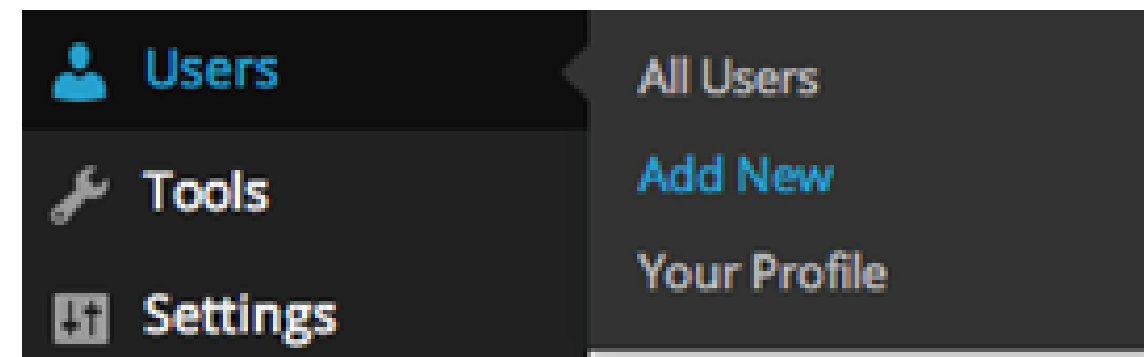 Users
Tools
Settings
All Users
Add New
Your Profile